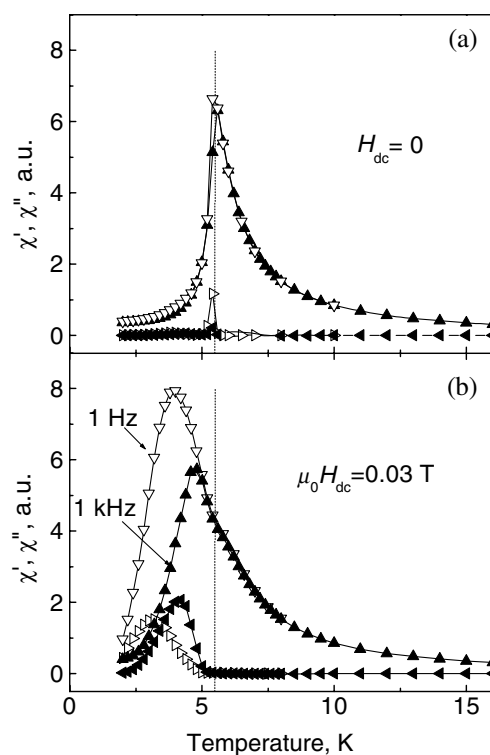 (a)
8
6
4
2
0
χ', χ", a.u.
H_dc= 0
(b)
8
6
4
2
0
χ', χ", a.u.
1 Hz
1 kHz
μ₀H_dc=0.03 T
0 5 10 15
Temperature, K